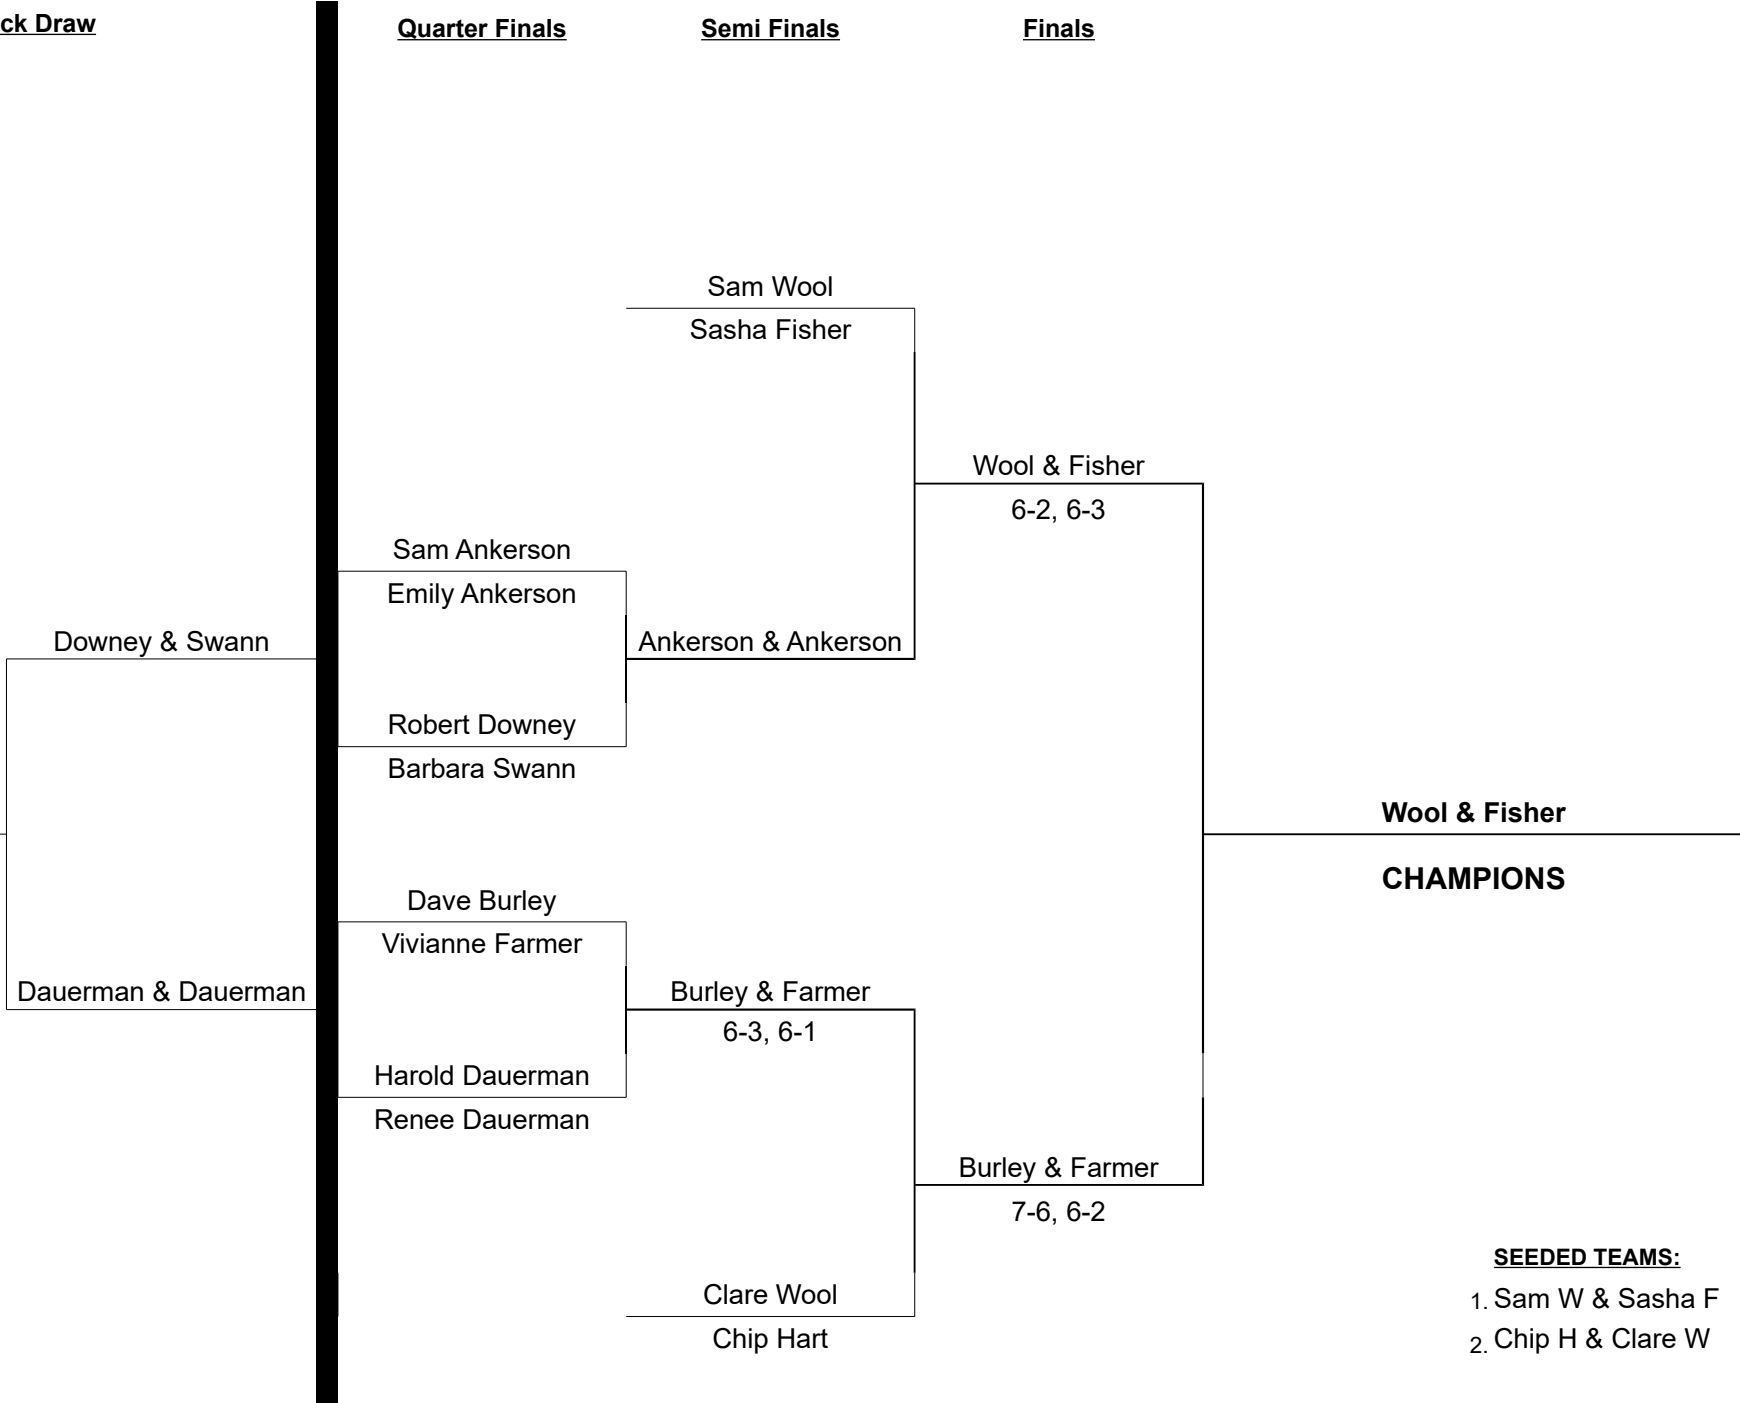 ck Draw
Quarter Finals
Semi Finals
Finals
Sam Wool
Sasha Fisher
Wool & Fisher
6-2, 6-3
Sam Ankerson
Emily Ankerson
Downey & Swann
Ankerson & Ankerson
Robert Downey
Barbara Swann
Wool & Fisher
CHAMPIONS
Dave Burley
Vivianne Farmer
Dauerman & Dauerman
Burley & Farmer
6-3, 6-1
Harold Dauerman
Renee Dauerman
Burley & Farmer
7-6, 6-2
Clare Wool
Chip Hart
SEEDED TEAMS:
1. Sam W & Sasha F
2. Chip H & Clare W